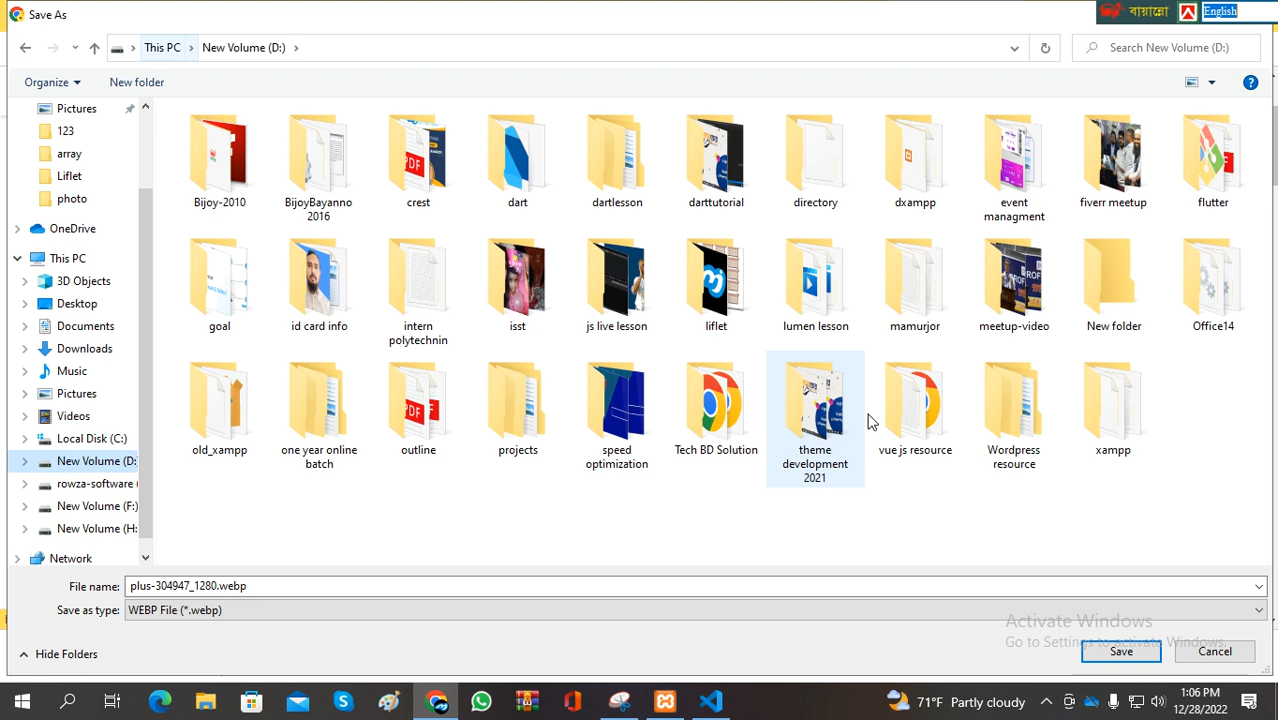 Save As
বায়ান্নো
English
This PC
New Volume (D:)
Search New Volume (D:)
Organize
New folder
Pictures
123
array
Liflet
photo
OneDrive
This PC
3D Objects
Desktop
Documents
Downloads
Music
Pictures
Videos
Local Disk (C:)
New Volume (D:
rowza-software (
New Volume (F:)
New Volume (H:
Network
Bijoy-2010
BijoyBayanno
2016
crest
dart
dartlesson
darttutorial
directory
dxampp
event
managment
fiverr meetup
flutter
goal
id card info
intern
polytechnin
isst
js live lesson
liflet
lumen lesson
mamurjor
meetup-video
New folder
Office14
old_xampp
one year online
batch
outline
projects
speed
optimization
Tech BD Solution
theme
development
2021
vue js resource
Wordpress
resource
xampp
File name:
plus-304947_1280.webp
Save as type:
WEBP File (*.webp)
Activate Windows
Go to Settings to activate Windows.
Hide Folders
Save
Cancel
71°F Partly cloudy
1:06 PM
12/28/2022